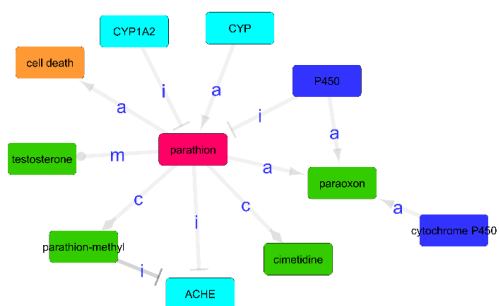 CYP1A2
CYP
cell death
P450
i
a
a
i
a
testosterone
m
parathion
a
paraoxon
c
i
c
a
parathion-methyl
cytochrome P450
i
cimetidine
ACHE